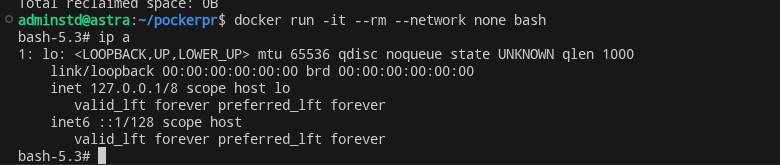 Total reclaimed space: 0B
adminstd@astra:~/pockerpr$ docker run -it --rm --network none bash
bash-5.3# ip a
1: lo: <LOOPBACK,UP,LOWER_UP> mtu 65536 qdisc noqueue state UNKNOWN qlen 1000
    link/loopback 00:00:00:00:00:00 brd 00:00:00:00:00:00
    inet 127.0.0.1/8 scope host lo
       valid_lft forever preferred_lft forever
    inet6 ::1/128 scope host
       valid_lft forever preferred_lft forever
bash-5.3#